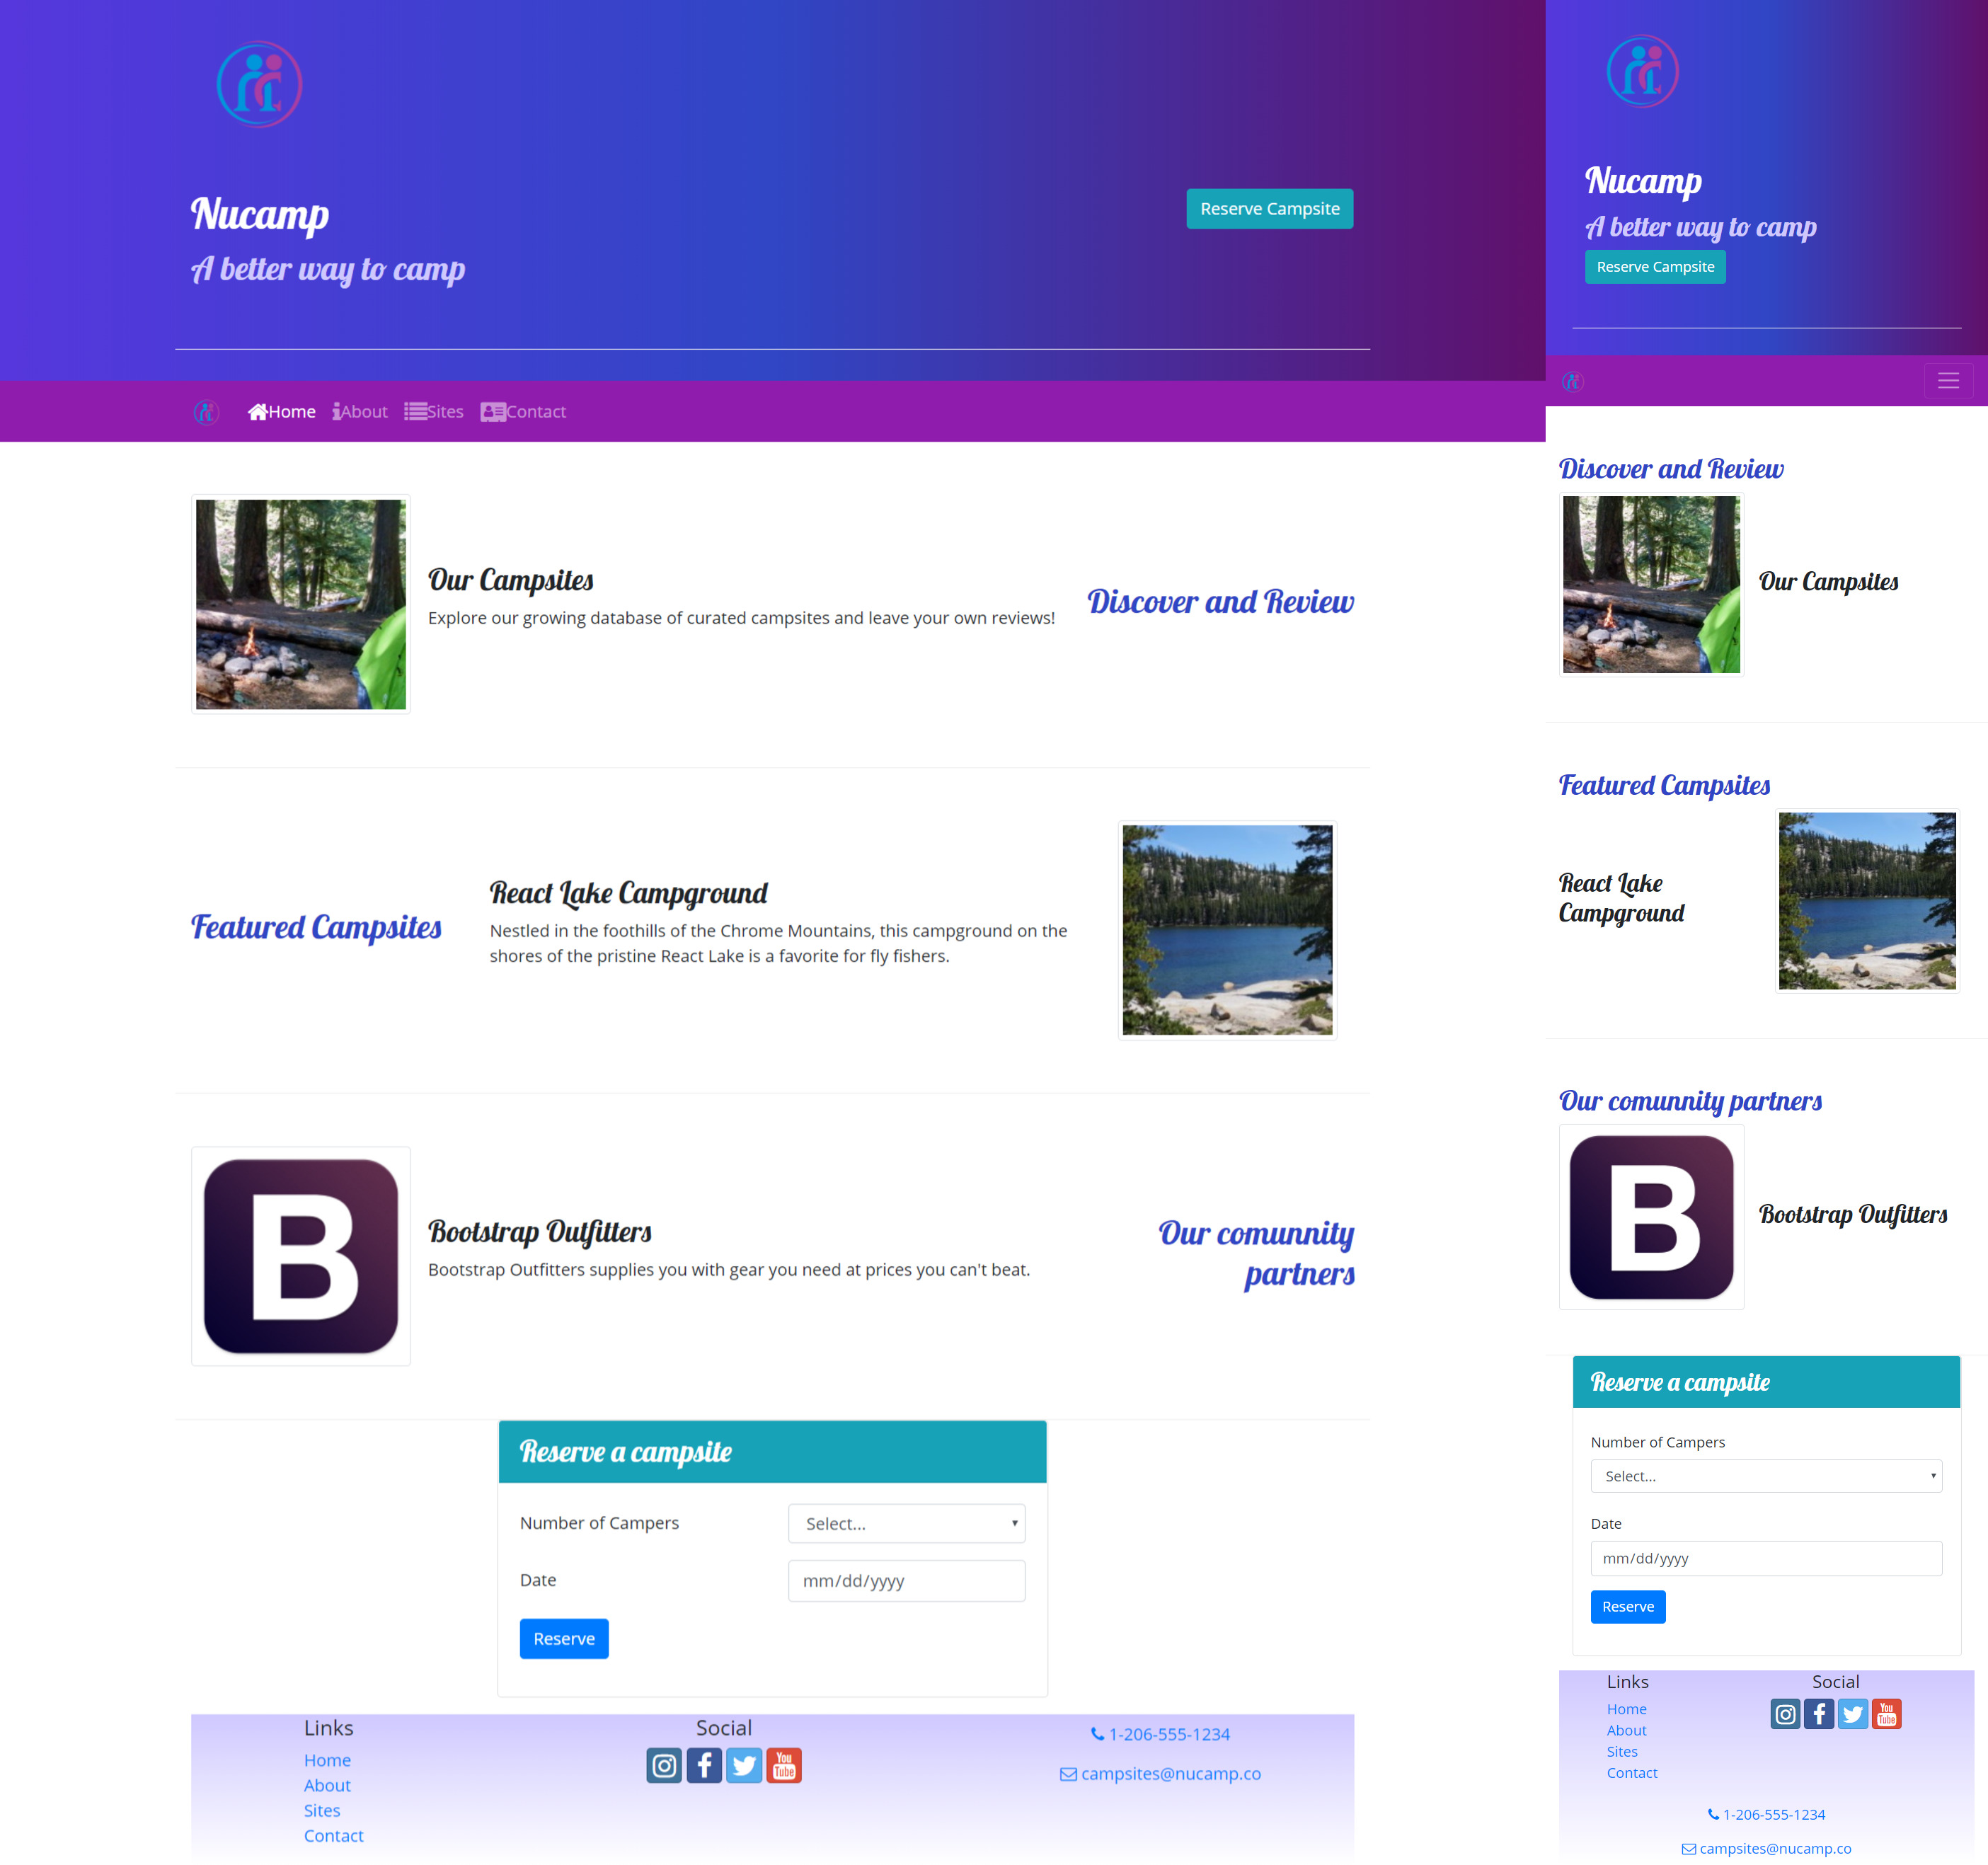 Nucamp
A better way to camp
Reserve Campsite
Home About Sites Contact
Our Campsites
Explore our growing database of curated campsites and leave your own reviews!
Discover and Review
Featured Campsites
React Lake Campground
Nestled in the foothills of the Chrome Mountains, this campground on the
shores of the pristine React Lake is a favorite for fly fishers.
B
Bootstrap Outfitters
Bootstrap Outfitters supplies you with gear you need at prices you can't beat.
Our comunnity
partners
Reserve a campsite
Number of Campers
Select...
Date
mm/dd/yyyy
Reserve
Links
Home
About
Sites
Contact
Social
You
Tube
1-206-555-1234
campsites@nucamp.co
Nucamp
A better way to camp
Reserve Campsite
Discover and Review
Our Campsites
Featured Campsites
React Lake
Campground
Our comunnity partners
B
Bootstrap Outfitters
Reserve a campsite
Number of Campers
Select...
Date
mm/dd/yyyy
Reserve
Links
Home
About
Sites
Contact
Social
You
Tube
1-206-555-1234
campsites@nucamp.co